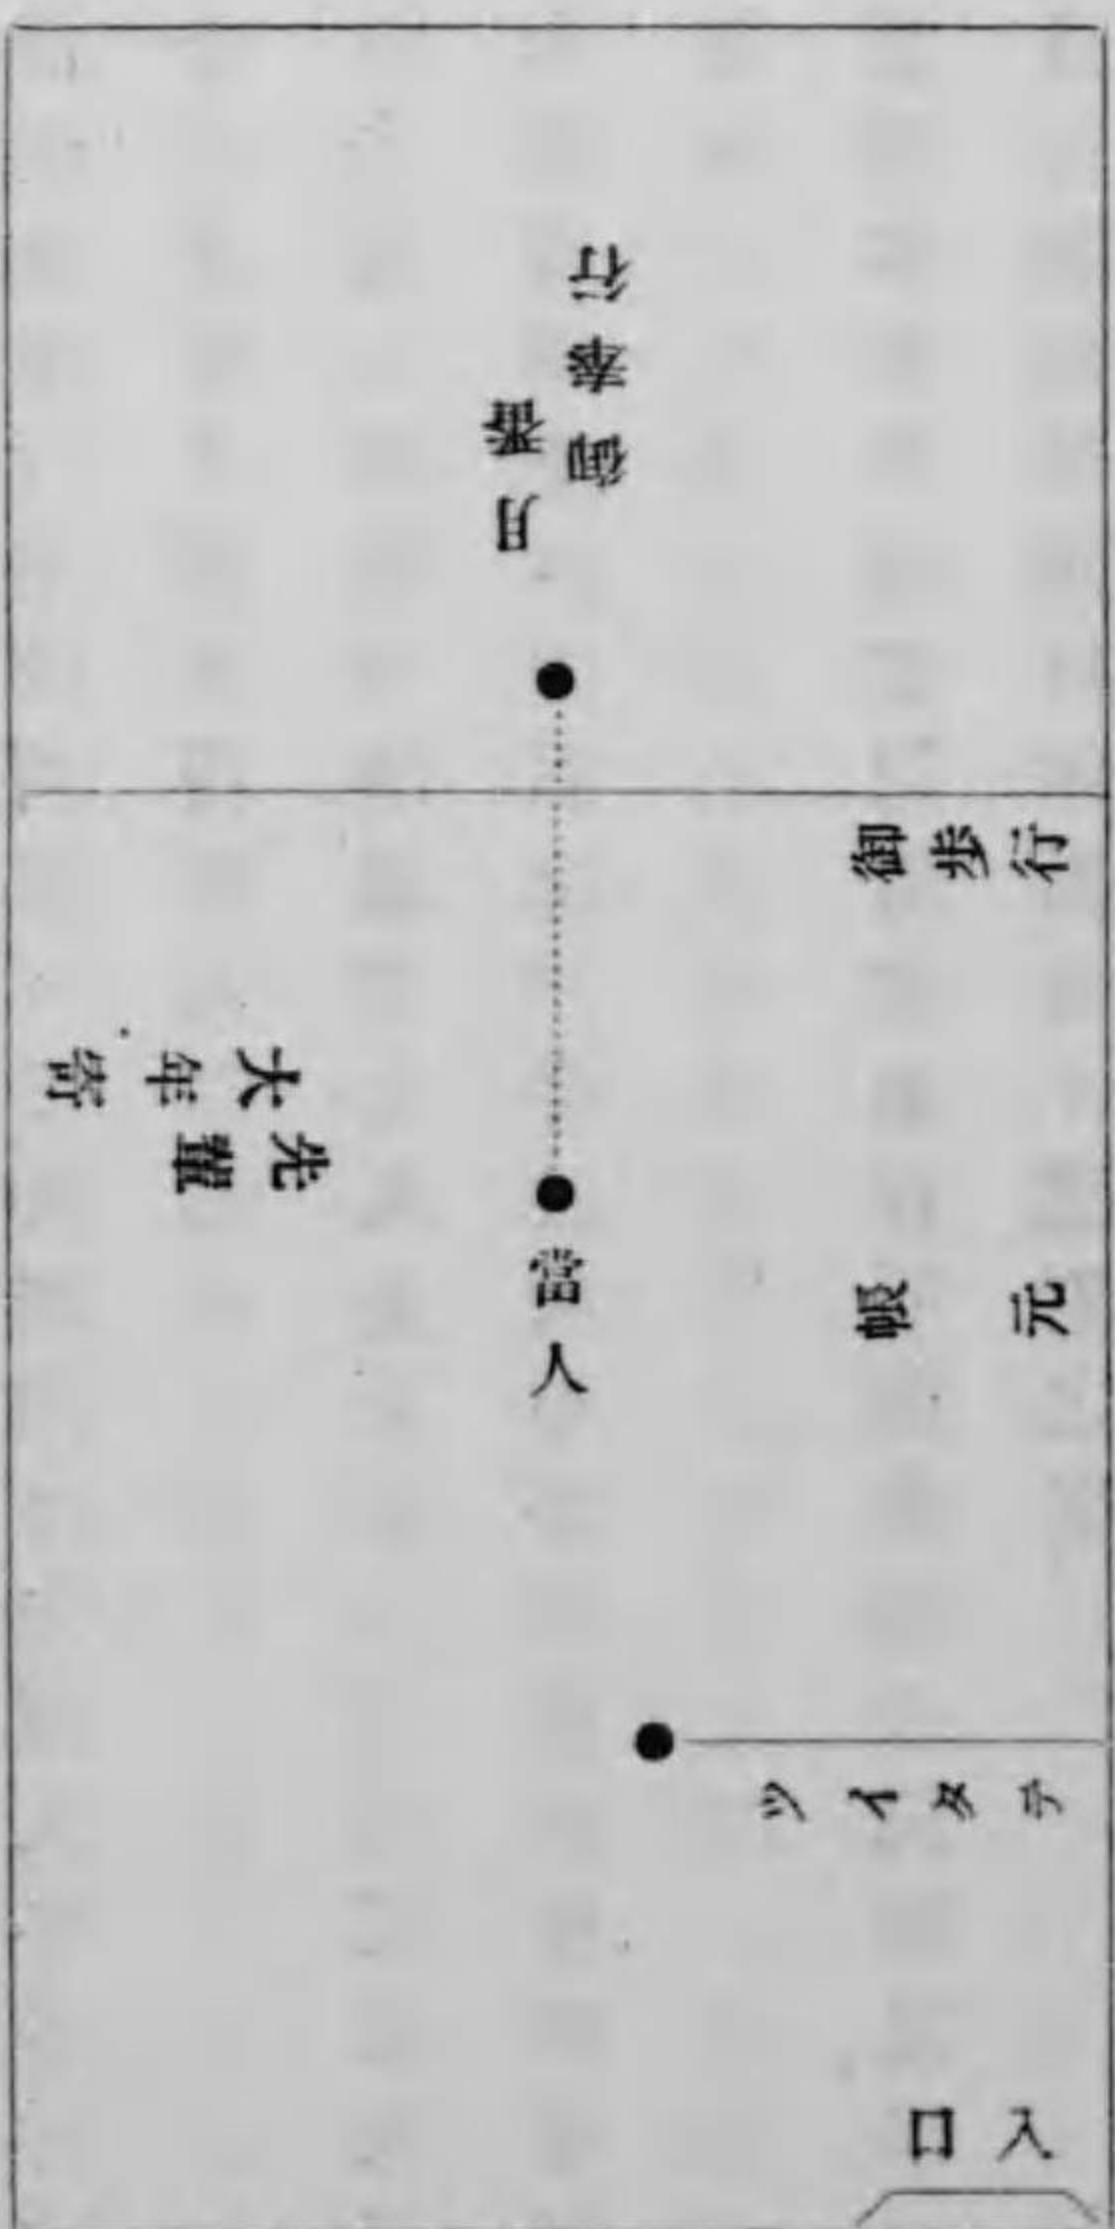 月番
御奉行
御歩行
大年寄
先輩
當人
帳元
ツイタテ
入口